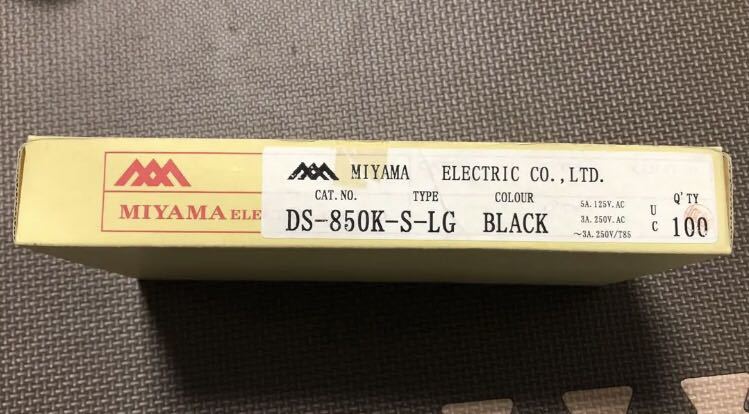 MIYAMA ELE
MIYAMA ELECTRIC CO.,LTD.
CAT.NO. TYPE COLOUR Q'TY
DS-850K-S-LG BLACK 100
5A.125V.AC
3A.250V.AC
~3A.250V/T85
U
C